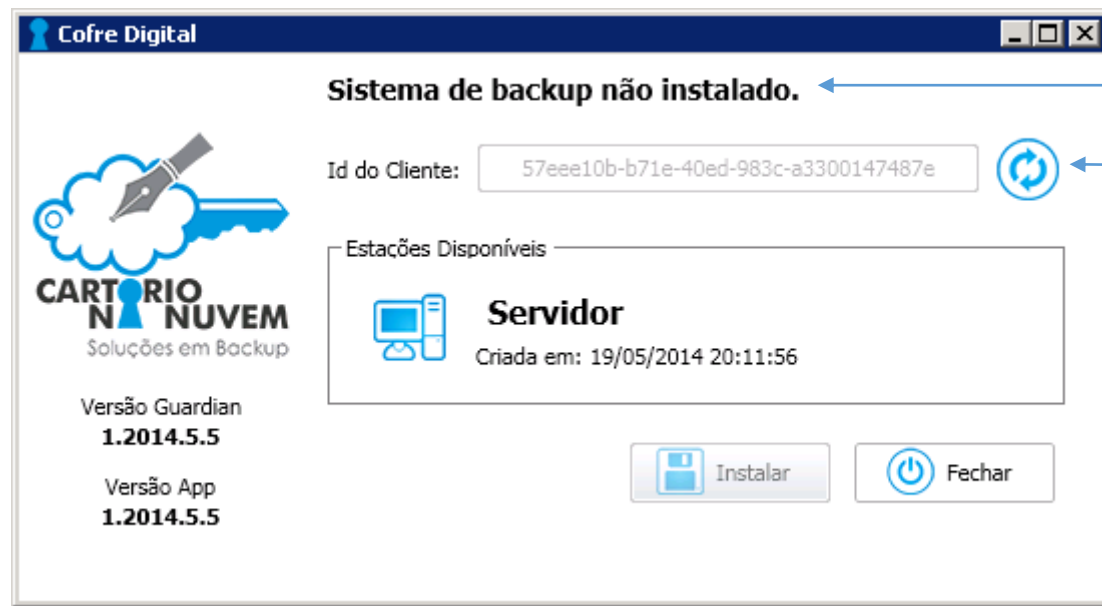 Cofre Digital
Sistema de backup não instalado.
Id do Cliente: 57eee10b-b71e-40ed-983c-a3300147487e
Estações Disponíveis
Servidor
Criada em: 19/05/2014 20:11:56
CARTORIO
NA NUVEM
Soluções em Backup
Versão Guardian
1.2014.5.5
Versão App
1.2014.5.5
Instalar
Fechar